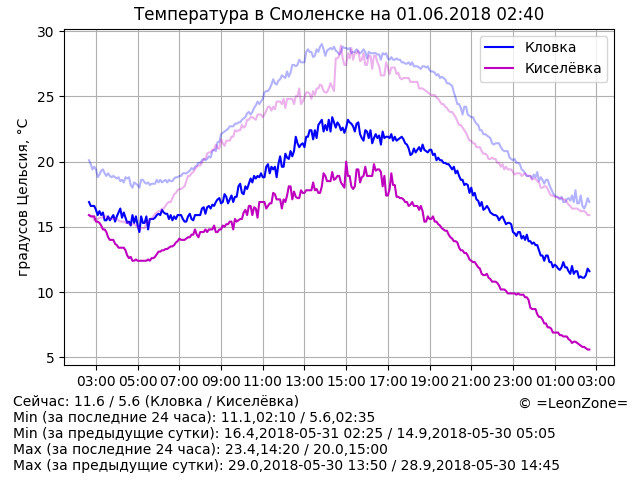 Температура в Смоленске на 01.06.2018 02:40
30
25
20
15
10
5
градусов Цельсия, °C
Кловка
Киселёвка
03:00 05:00 07:00 09:00 11:00 13:00 15:00 17:00 19:00 21:00 23:00 01:00 03:00
Сейчас: 11.6 / 5.6 (Кловка / Киселёвка)
© =LeonZone=
Min (за последние 24 часа): 11.1,02:10 / 5.6,02:35
Min (за предыдущие сутки): 16.4,2018-05-31 02:25 / 14.9,2018-05-30 05:05
Max (за последние 24 часа): 23.4,14:20 / 20.0,15:00
Max (за предыдущие сутки): 29.0,2018-05-30 13:50 / 28.9,2018-05-30 14:45